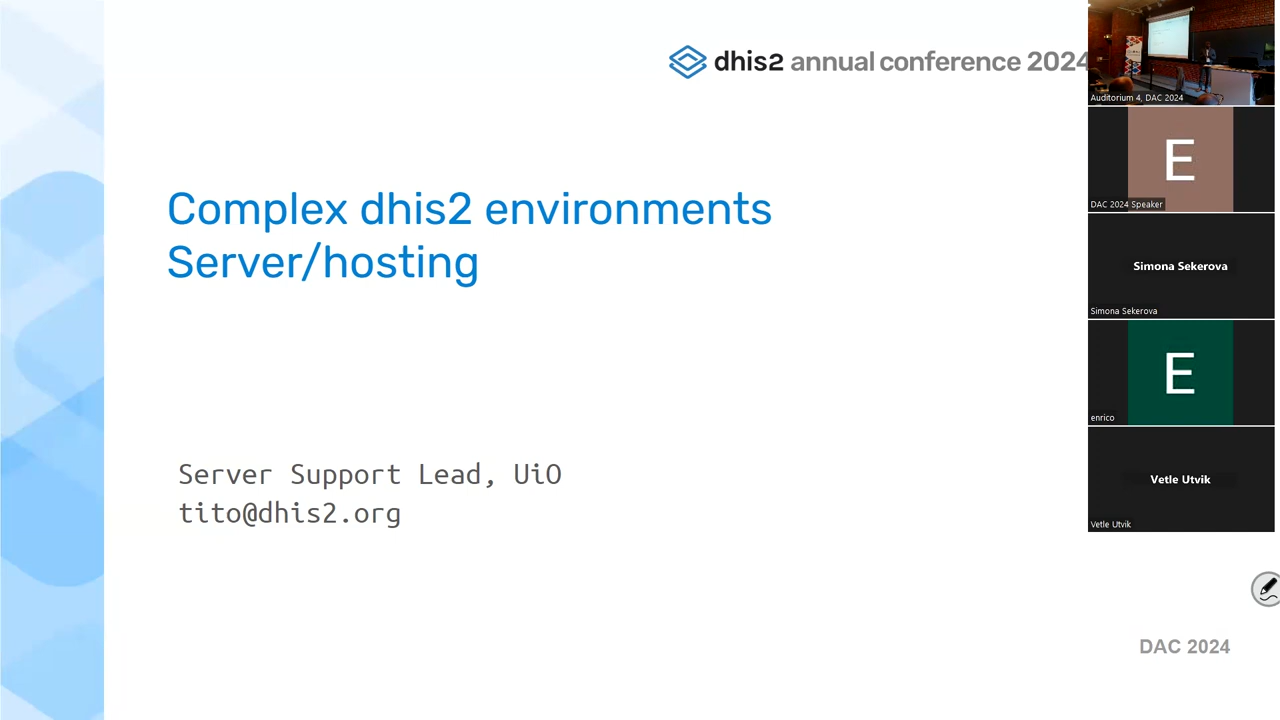 dhis2 annual conference 2024
Complex dhis2 environments
Server/hosting
Server Support Lead, UiO
tito@dhis2.org
DAC 2024
Auditorium 4, DAC 2024
E
DAC 2024 Speaker
Simona Sekerova
Simona Sekerova
E
enrico
Vetle Utvik
Vetle Utvik